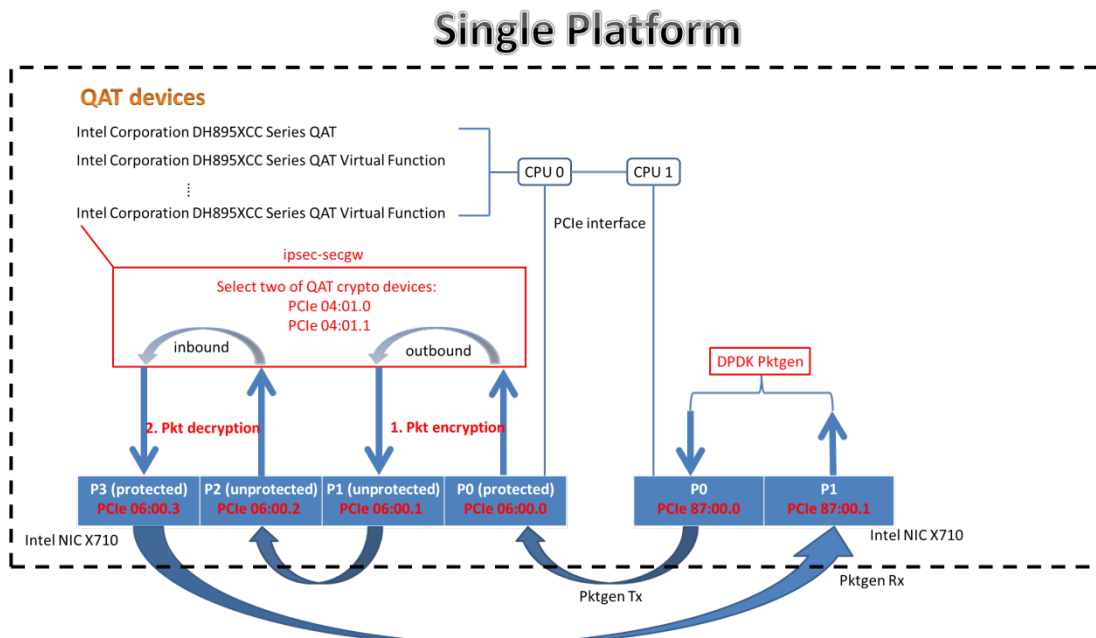 Single Platform
QAT devices
Intel Corporation DH895XCC Series QAT
Intel Corporation DH895XCC Series QAT Virtual Function
Intel Corporation DH895XCC Series QAT Virtual Function
CPU 0
CPU 1
PCIe interface
ipsec-secgw
Select two of QAT crypto devices:
PCIe 04:01.0
PCIe 04:01.1
inbound
outbound
DPDK Pktgen
2. Pkt decryption
1. Pkt encryption
P3 (protected)
PCIe 06:00.3
P2 (unprotected)
PCIe 06:00.2
P1 (unprotected)
PCIe 06:00.1
P0 (protected)
PCIe 06:00.0
P0
PCIe 87:00.0
P1
PCIe 87:00.1
Intel NIC X710
Intel NIC X710
Pktgen Tx
Pktgen Rx